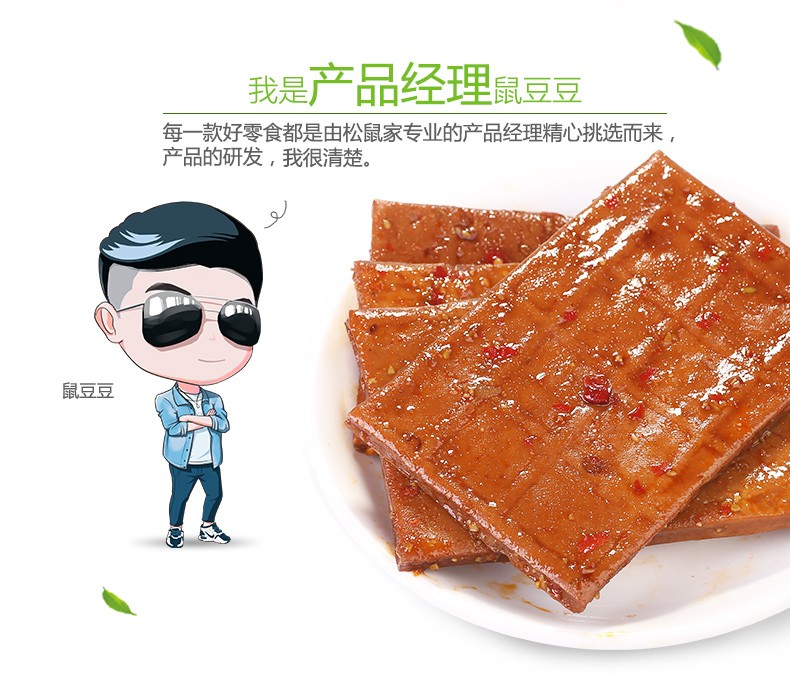 我是产品经理鼠豆豆
每一款好零食都是由松鼠家专业的产品经理精心挑选而来，
产品的研发，我很清楚。
鼠豆豆